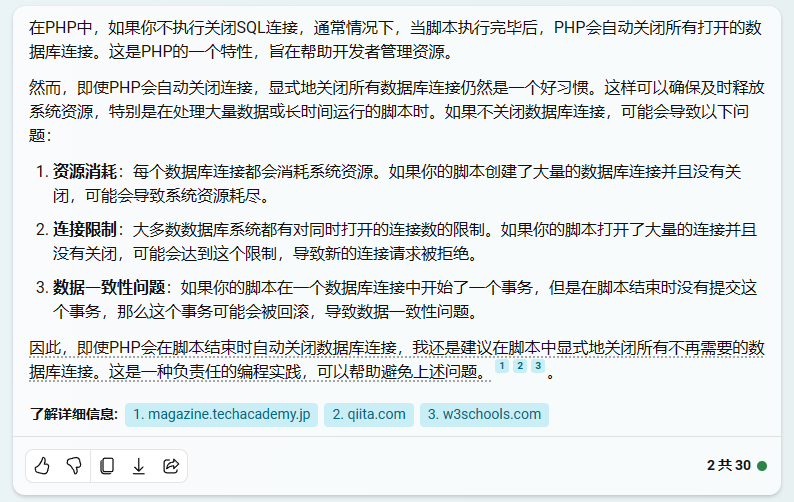 在PHP中，如果你不执行关闭SQL连接，通常情况下，当脚本执行完毕后，PHP会自动关闭所有打开的数
据库连接。这是PHP的一个特性，旨在帮助开发者管理资源。
然而，即使PHP会自动关闭连接，显式地关闭所有数据库连接仍然是一个好习惯。这样可以确保及时释放
系统资源，特别是在处理大量数据或长时间运行的脚本时。如果不关闭数据库连接，可能会导致以下问
题：
1. 资源消耗：每个数据库连接都会消耗系统资源。如果你的脚本创建了大量的数据库连接并且没有关
闭，可能会导致系统资源耗尽。
2. 连接限制：大多数数据库系统都有对同时打开的连接数的限制。如果你的脚本打开了大量的连接并且
没有关闭，可能会达到这个限制，导致新的连接请求被拒绝。
3. 数据一致性问题：如果你的脚本在一个数据库连接中开始了一个事务，但是在脚本结束时没有提交这
个事务，那么这个事务可能会被回滚，导致数据一致性问题。
因此，即使PHP会在脚本结束时自动关闭数据库连接，我还是建议在脚本中显式地关闭所有不再需要的数
据库连接。这是一种负责任的编程实践，可以帮助避免上述问题。 1 2 3 。
了解详细信息: 1. magazine.techacademy.jp 2. qiita.com 3. w3schools.com
2 共 30